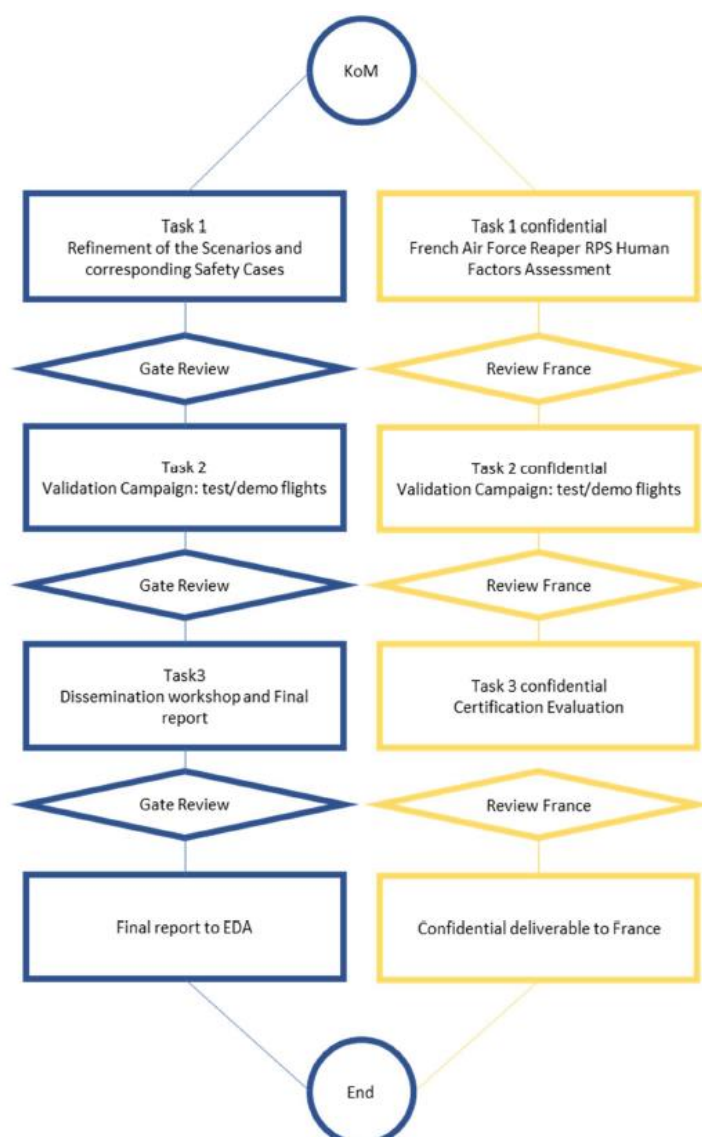 KoM
Task 1
Refinement of the Scenarios and
corresponding Safety Cases
Task 1 confidential
French Air Force Reaper RPS Human
Factors Assessment
Gate Review
Review France
Task 2
Validation Campaign: test/demo flights
Task 2 confidential
Validation Campaign: test/demo flights
Gate Review
Review France
Task3
Dissemination workshop and Final
report
Task 3 confidential
Certification Evaluation
Gate Review
Review France
Final report to EDA
Confidential deliverable to France
End